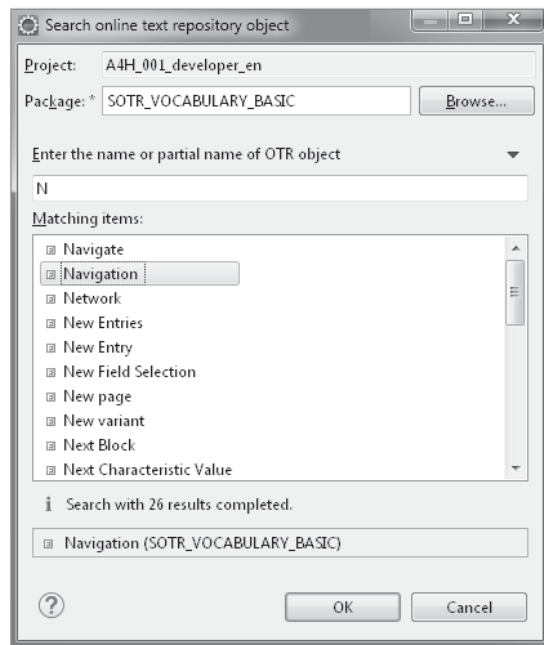 Search online text repository object
Project: A4H_001_developer_en
Package: * SOTR_VOCABULARY_BASIC Browse...
Enter the name or partial name of OTR object
N
Matching items:
Navigate
Navigation
Network
New Entries
New Entry
New Field Selection
New page
New variant
Next Block
Next Characteristic Value
Search with 26 results completed.
Navigation (SOTR_VOCABULARY_BASIC)
OK Cancel